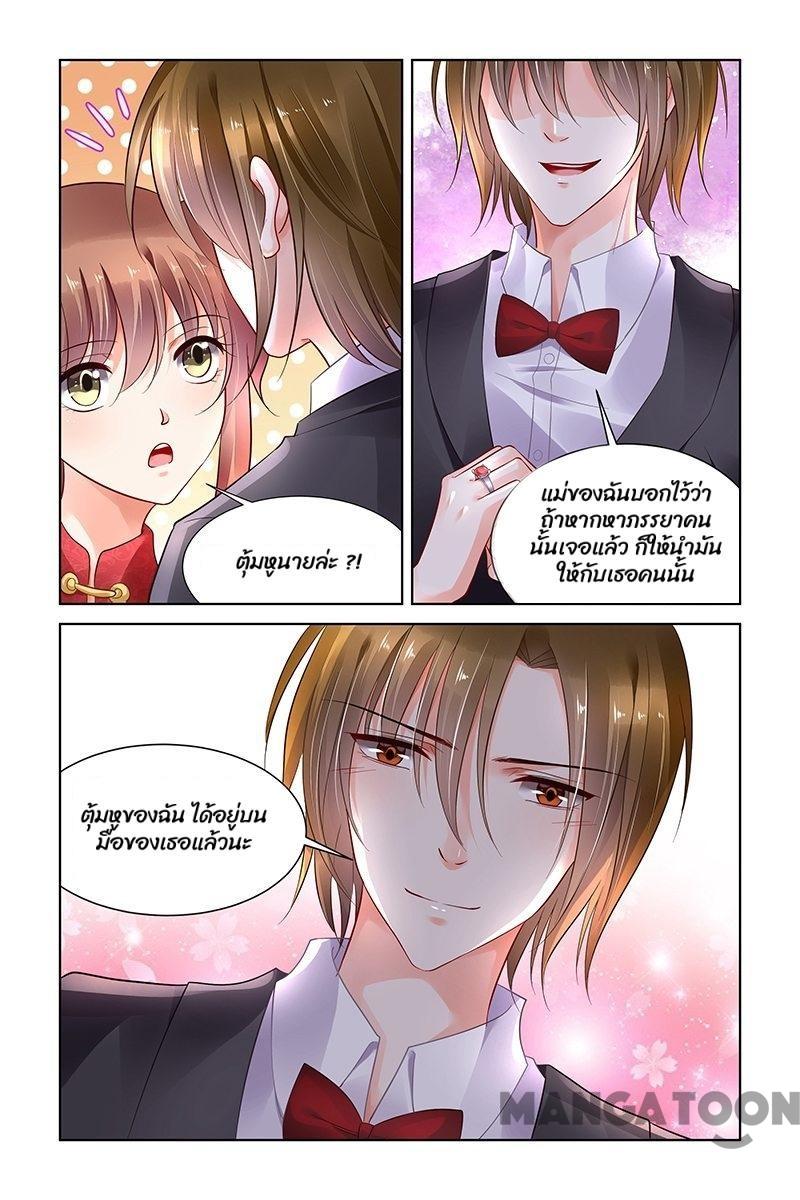 ตุ้มหูนายล่ะ ?!
แม่ของฉันบอกไว้ว่า
ถ้าหากหาภรรยาคน
นั้นเจอแล้ว ก็ให้นำมัน
ให้กับเธอคนนั้น
ตุ้มหูของฉัน ได้อยู่บน
มือของเธอแล้วนะ
MANGATOON